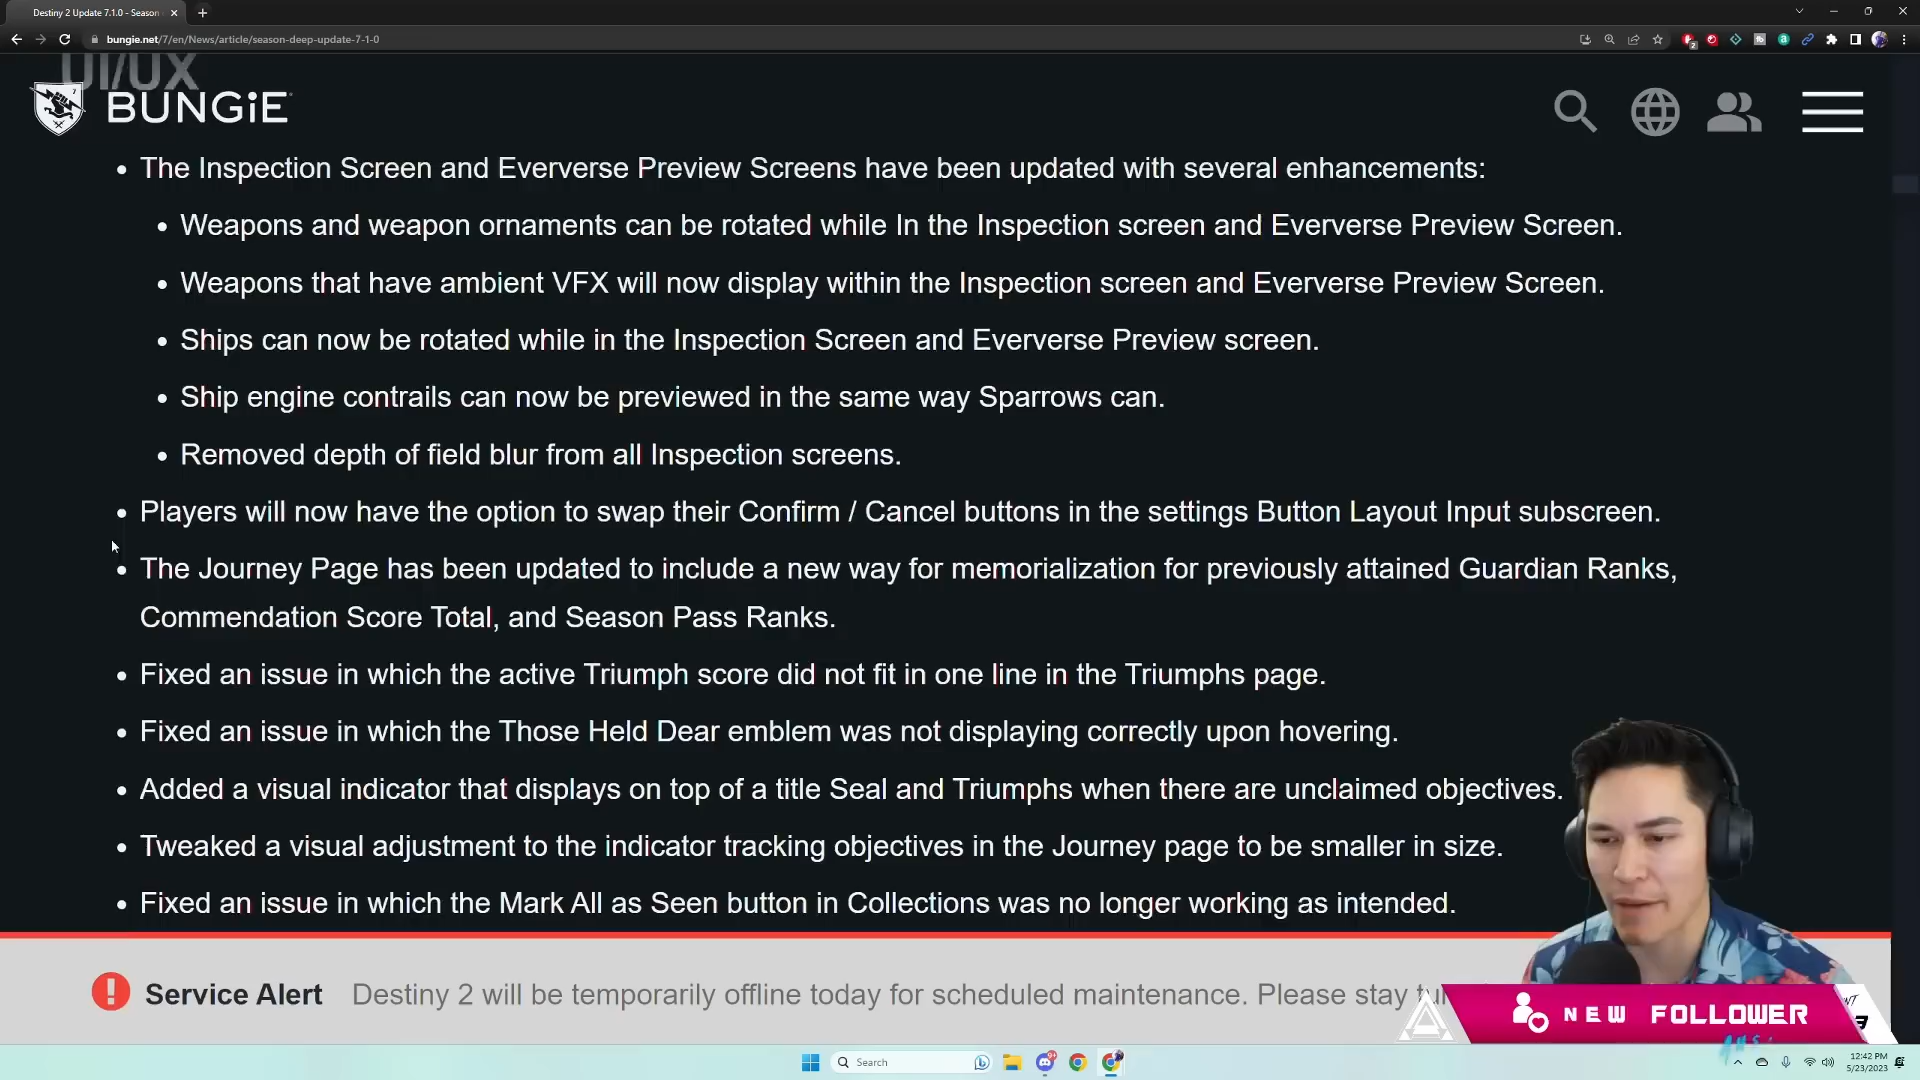 Destiny 2 Update 7.1.0 - Season
bungie.net/7/en/News/article/season-deep-update-7-1-0
UI/UX
BUNGiE
The Inspection Screen and Eververse Preview Screens have been updated with several enhancements:
Weapons and weapon ornaments can be rotated while In the Inspection screen and Eververse Preview Screen.
Weapons that have ambient VFX will now display within the Inspection screen and Eververse Preview Screen.
Ships can now be rotated while in the Inspection Screen and Eververse Preview screen.
Ship engine contrails can now be previewed in the same way Sparrows can.
Removed depth of field blur from all Inspection screens.
Players will now have the option to swap their Confirm / Cancel buttons in the settings Button Layout Input subscreen.
The Journey Page has been updated to include a new way for memorialization for previously attained Guardian Ranks,
Commendation Score Total, and Season Pass Ranks.
Fixed an issue in which the active Triumph score did not fit in one line in the Triumphs page.
Fixed an issue in which the Those Held Dear emblem was not displaying correctly upon hovering.
Added a visual indicator that displays on top of a title Seal and Triumphs when there are unclaimed objectives.
Tweaked a visual adjustment to the indicator tracking objectives in the Journey page to be smaller in size.
Fixed an issue in which the Mark All as Seen button in Collections was no longer working as intended.
Service Alert Destiny 2 will be temporarily offline today for scheduled maintenance. Please stay
NEW FOLLOWER
Search
12:42 PM
5/23/2023